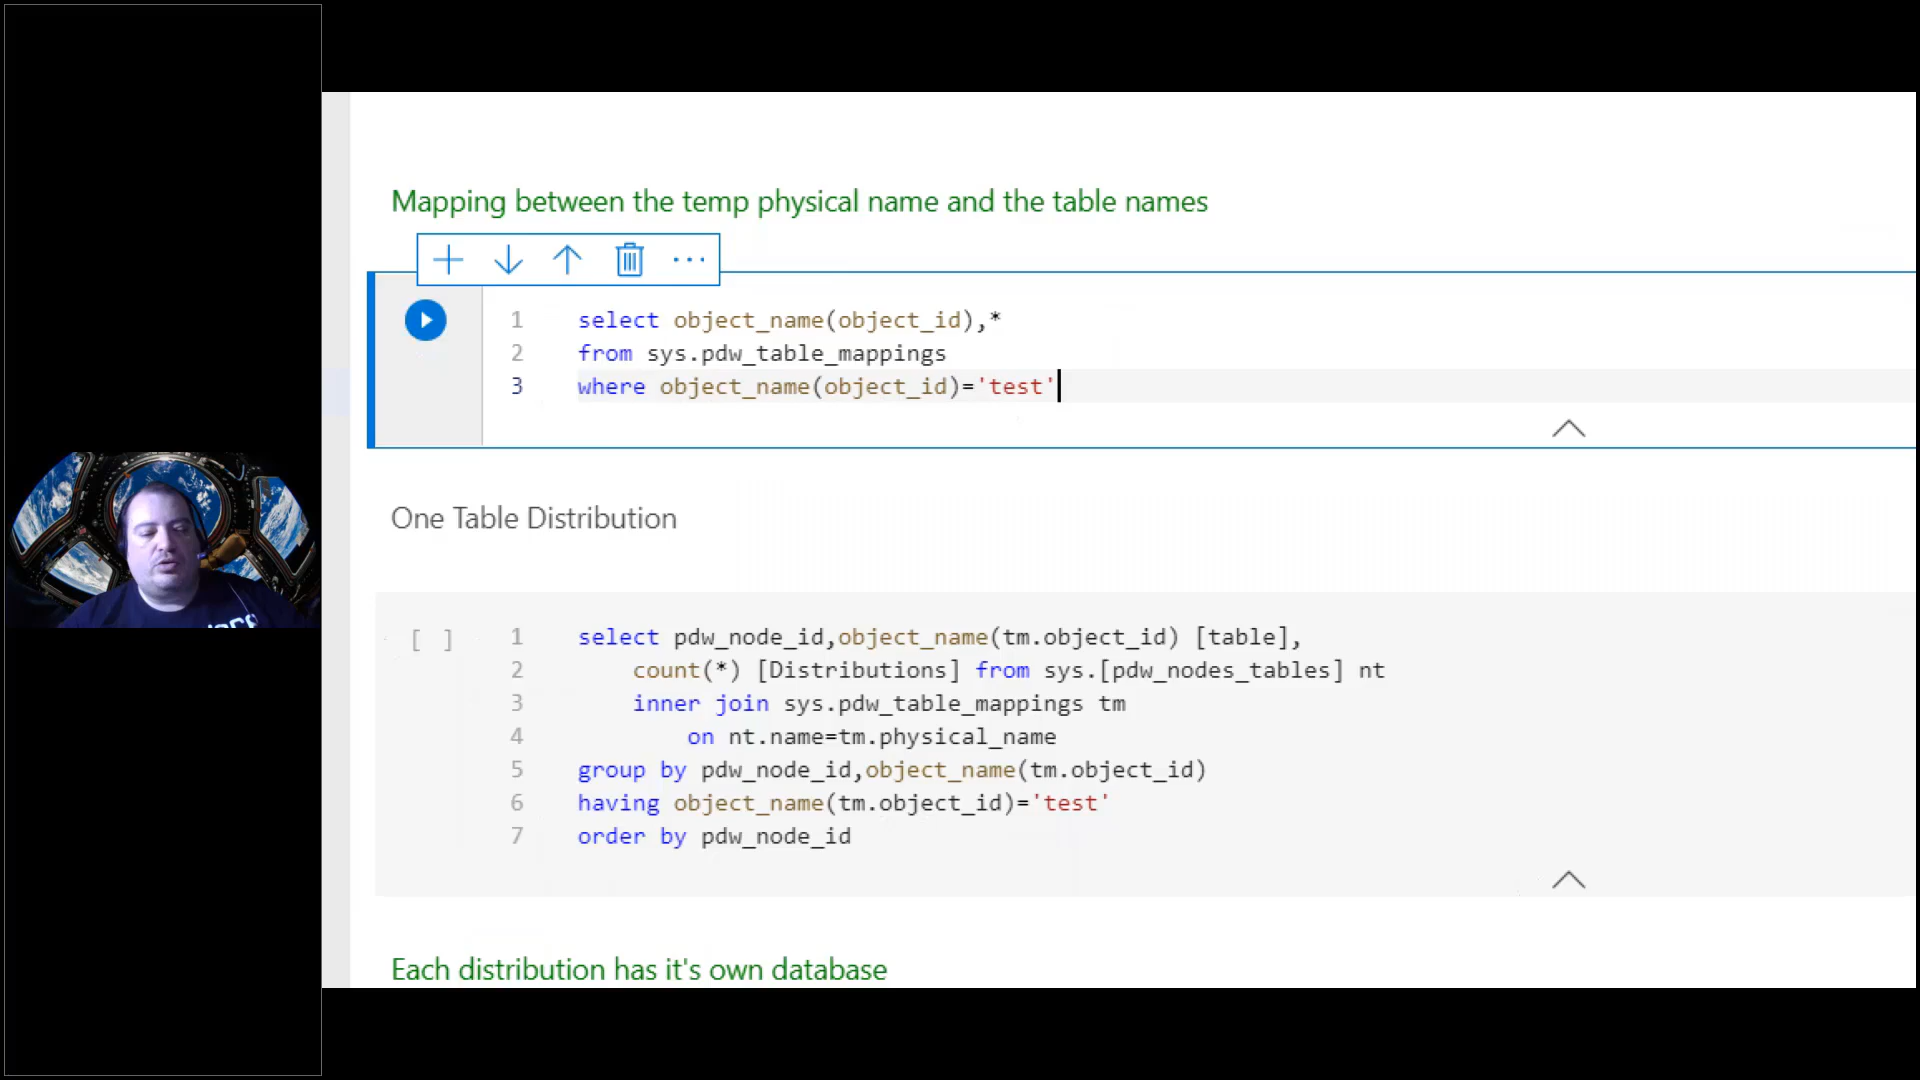 Mapping between the temp physical name and the table names
1 select object_name(object_id),*
2 from sys.pdw_table_mappings
3 where object_name(object_id)='test'
One Table Distribution
[ ] 1 select pdw_node_id,object_name(tm.object_id) [table],
2 count(*) [Distributions] from sys.[pdw_nodes_tables] nt
3 inner join sys.pdw_table_mappings tm
4 on nt.name=tm.physical_name
5 group by pdw_node_id,object_name(tm.object_id)
6 having object_name(tm.object_id)='test'
7 order by pdw_node_id
Each distribution has it's own database